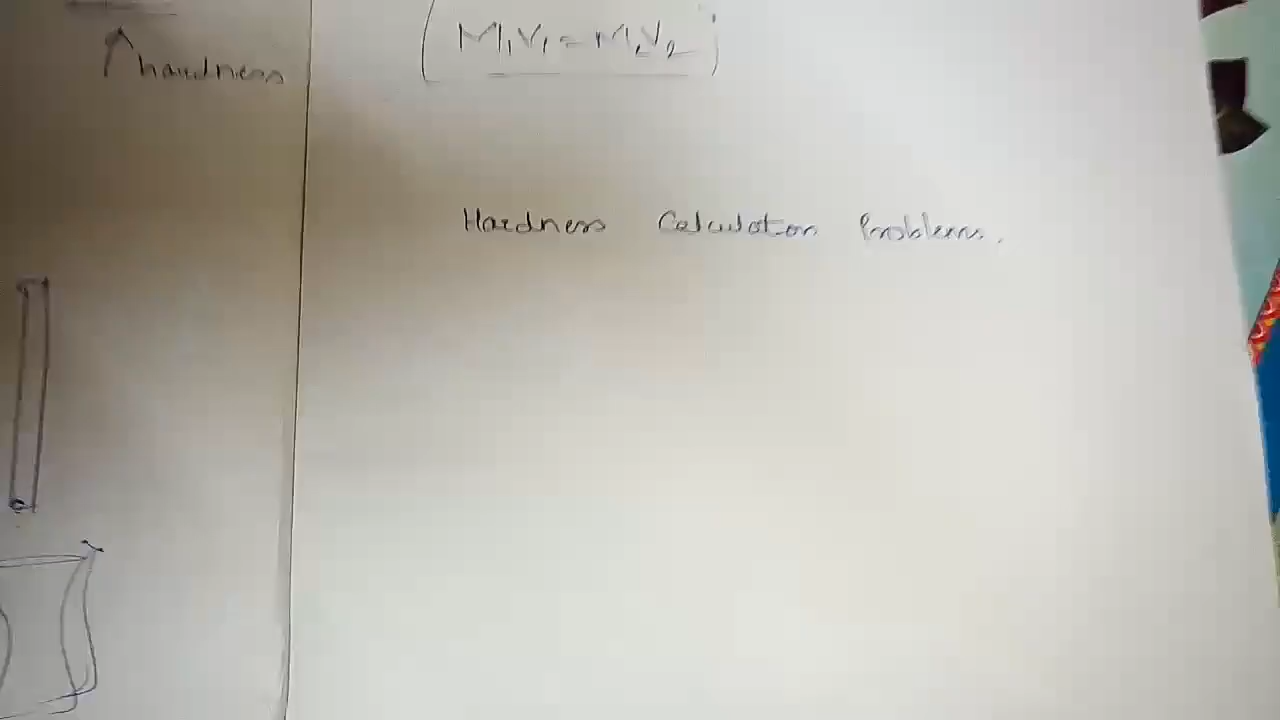 hardness
M₁V₁ = M₂V₂
Hardness Calculation Problems.